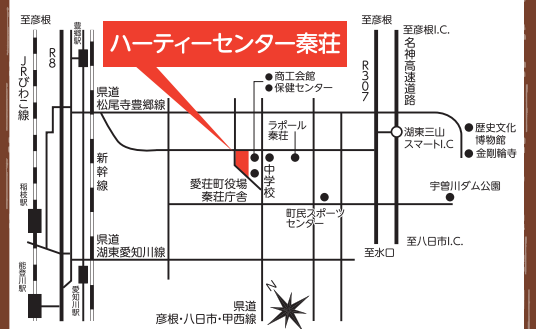 至彦根
豊郷駅
至彦根
至彦根I.C.
ハーティーセンター秦荘
JRびわこ線
R8
R307
名神高速道路
商工会館
保健センター
県道
松尾寺豊郷線
ラポール
秦荘
湖東三山
スマートI.C
歴史文化
博物館
金剛輪寺
新幹線
中学校
愛荘町役場
秦荘庁舎
稲枝駅
宇曽川ダム公園
町民スポーツ
センター
県道
湖東愛知川線
至水口
至八日市I.C.
能登川駅
愛知川駅
県道
彦根・八日市・甲西線
N